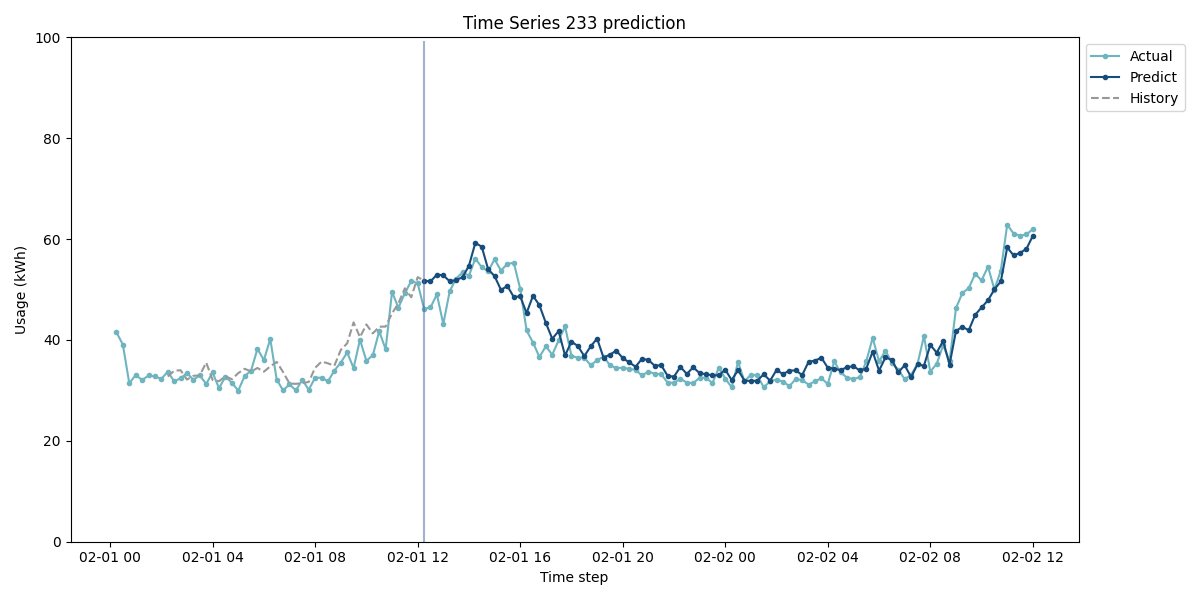 Time Series 233 prediction
100
80
60
40
20
0
Usage (kWh)
02-01 00
02-01 04
02-01 08
02-01 12
02-01 16
02-01 20
02-02 00
02-02 04
02-02 08
02-02 12
Time step
Actual
Predict
History